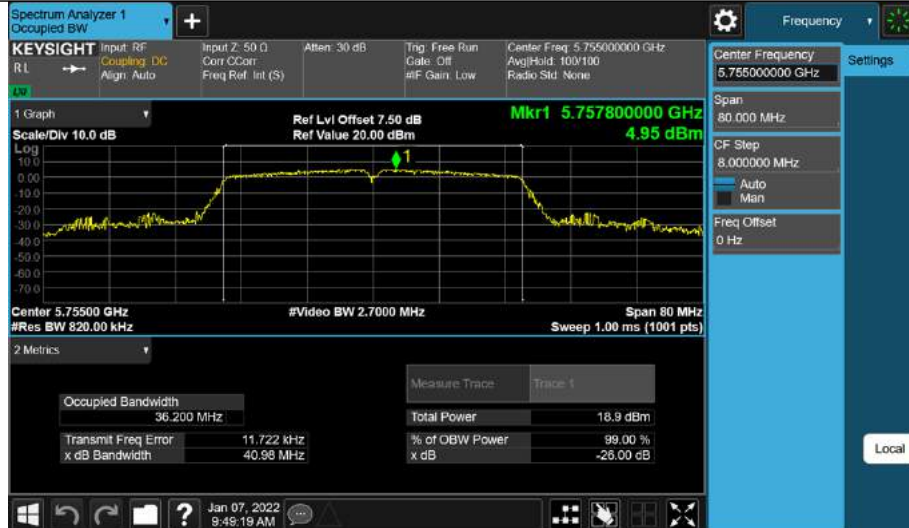 Spectrum Analyzer 1
Occupied BW
Frequency
KEYSIGHT
RL
Input: RF
Coupling: DC
Align: Auto
Input Z: 50 Ω
Corr CCorr
Freq Ref: Int (S)
Atten: 30 dB
Trig: Free Run
Gate: Off
#IF Gain: Low
Center Freq: 5.755000000 GHz
Avg|Hold: 100/100
Radio Std: None
1 Graph
Scale/Div 10.0 dB
Ref Lvl Offset 7.50 dB
Ref Value 20.00 dBm
Mkr1 5.757800000 GHz
4.95 dBm
Log
10.0
0.00
-10.0
-20.0
-30.0
-40.0
-50.0
-60.0
-70.0
1
Center 5.75500 GHz
#Res BW 820.00 kHz
#Video BW 2.7000 MHz
Span 80 MHz
Sweep 1.00 ms (1001 pts)
2 Metrics
Measure Trace
Trace 1
Occupied Bandwidth
36.200 MHz
Total Power
18.9 dBm
Transmit Freq Error
11.722 kHz
% of OBW Power
99.00 %
x dB Bandwidth
40.98 MHz
x dB
-26.00 dB
Center Frequency
5.755000000 GHz
Settings
Span
80.000 MHz
CF Step
8.000000 MHz
Auto
Man
Freq Offset
0 Hz
Local
?
Jan 07, 2022
9:49:19 AM